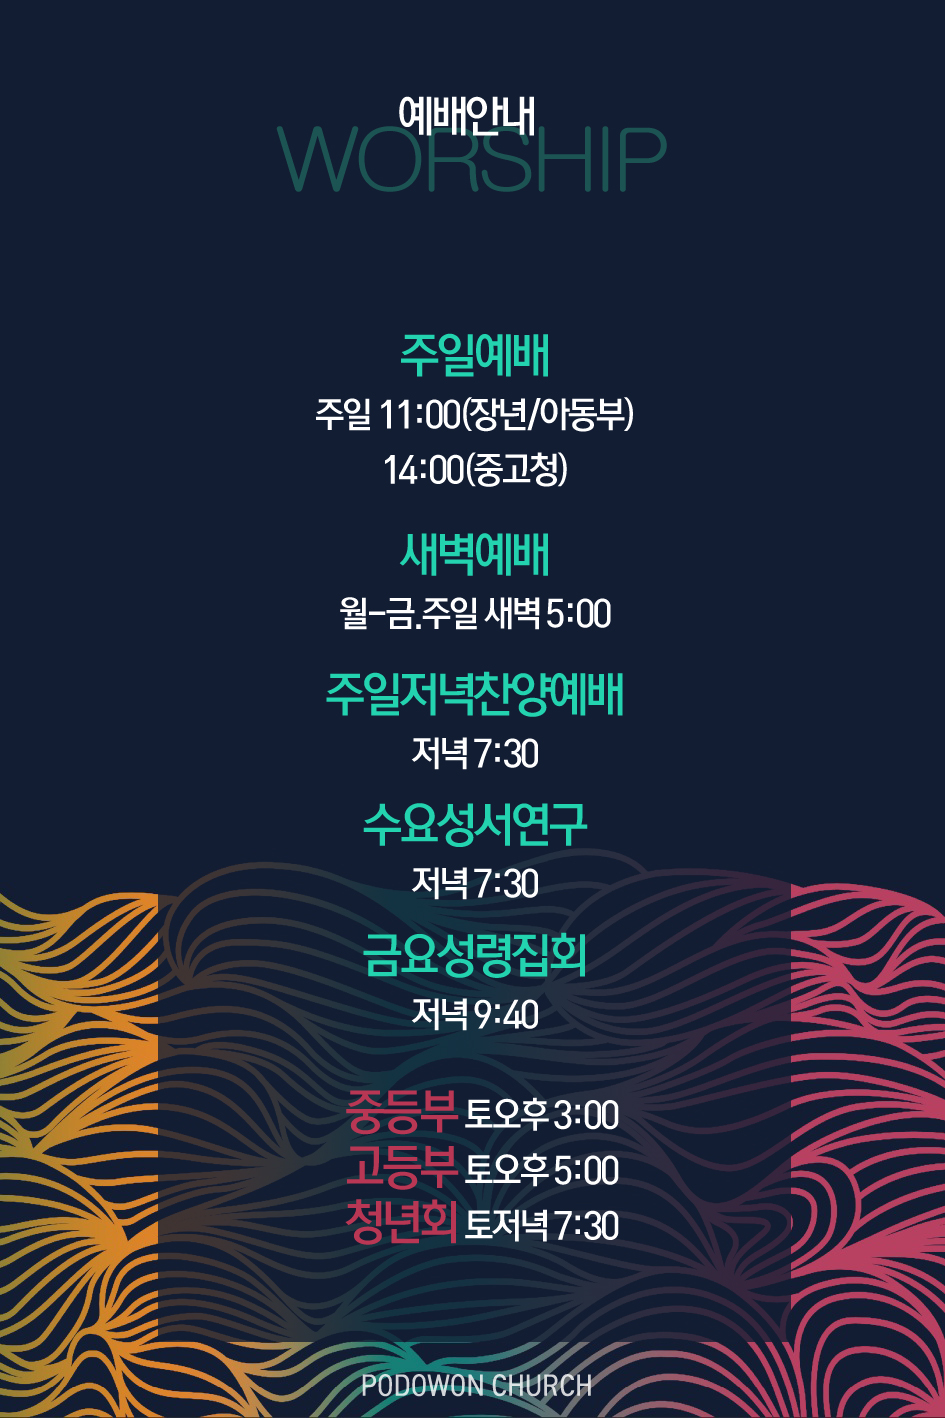 예배안내
WORSHIP
주일예배
주일 11:00(장년/아동부)
14:00(중고청)
새벽예배
월-금.주일 새벽 5:00
주일저녁찬양예배
저녁 7:30
수요성서연구
저녁 7:30
금요성령집회
저녁 9:40
중등부 토오후 3:00
고등부 토오후 5:00
청년회 토저녁 7:30
PODOWON CHURCH